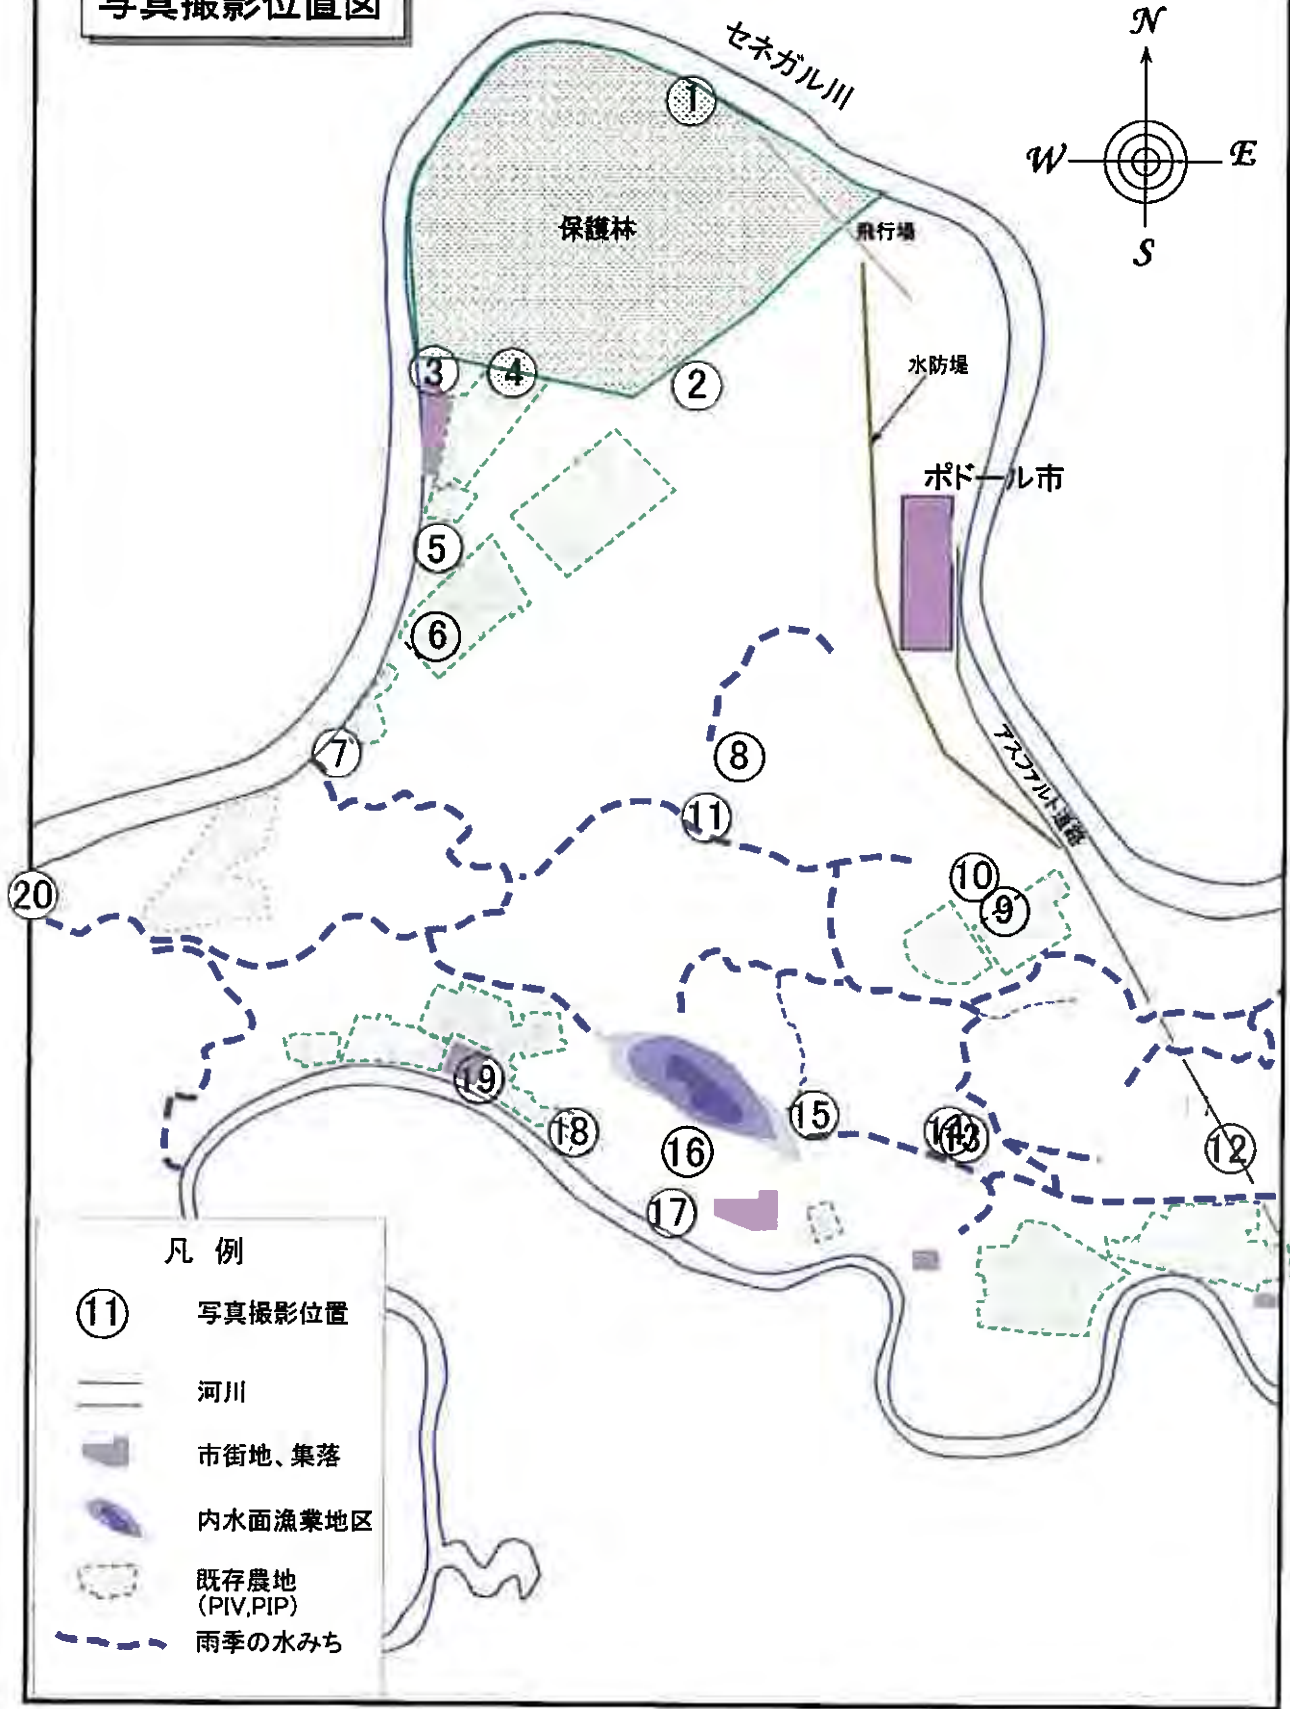 写真撮影位置図
セネガル川
N
W
E
S
①
保護林
飛行場
③
④
②
水防堤
ポドール市
⑤
⑥
⑦
⑧
アスファルト道路
⑪
⑩
⑨
⑳
⑲
⑱
⑮
⑭
⑬
⑯
⑫
⑰
凡 例
⑪ 写真撮影位置
河川
市街地、集落
内水面漁業地区
既存農地
(PIV,PIP)
雨季の水みち